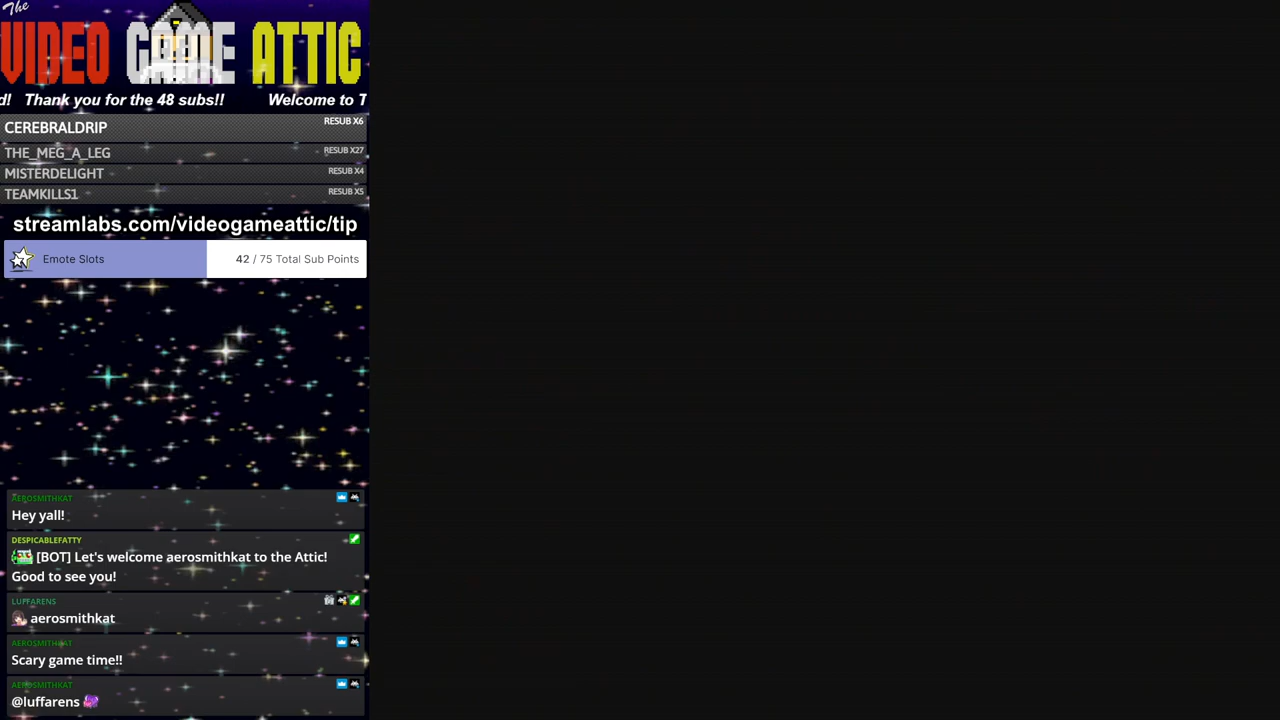 The
VIDEO GAME ATTIC
d! Thank you for the 48 subs!! Welcome to T
CEREBRALDRIP RESUB X6
THE_MEG_A_LEG RESUB X27
MISTERDELIGHT RESUB X4
TEAMKILLS1 RESUB X5
streamlabs.com/videogameattic/tip
Emote Slots 42 / 75 Total Sub Points
AEROSMITHKAT
Hey yall!
DESPICABLEFATTY
[BOT] Let's welcome aerosmithkat to the Attic!
Good to see you!
LUFFARENS
aerosmithkat
AEROSMITHKAT
Scary game time!!
AEROSMITHKAT
@luffarens